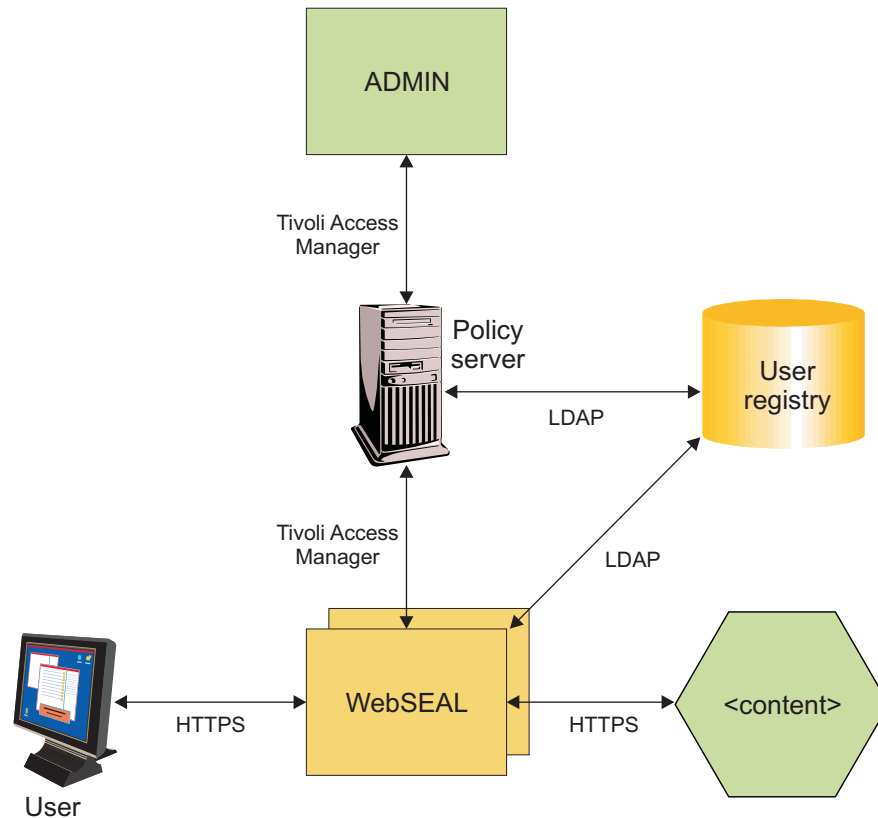 ADMIN
Tivoli Access
Manager
Policy
server
User
registry
LDAP
Tivoli Access
Manager
LDAP
WebSEAL
<content>
HTTPS
HTTPS
User